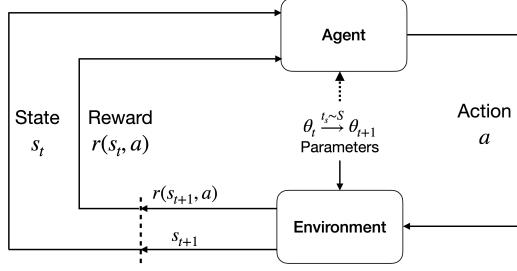 Agent
State
s_t
Reward
r(s_t, a)
t_s~S
θ_t → θ_{t+1}
Parameters
Action
a
r(s_{t+1}, a)
s_{t+1}
Environment